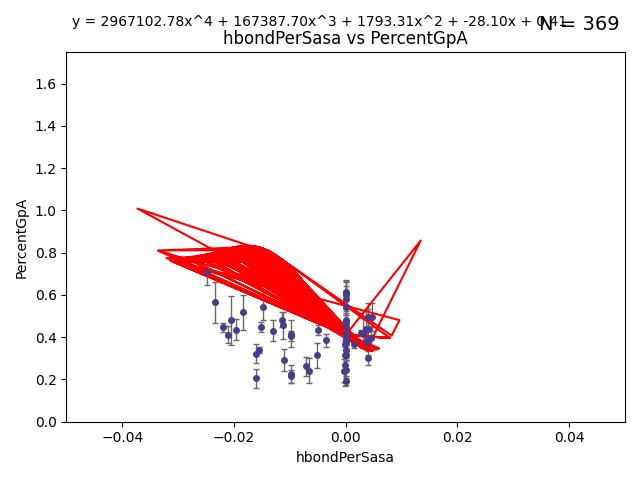 y = 2967102.78x^4 + 167387.70x^3 + 1793.31x^2 + -28.10x + 0.41
N = 369
hbondPerSasa vs PercentGpA
1.6
1.4
1.2
1.0
0.8
0.6
0.4
0.2
0.0
PercentGpA
−0.04 −0.02 0.00 0.02 0.04
hbondPerSasa